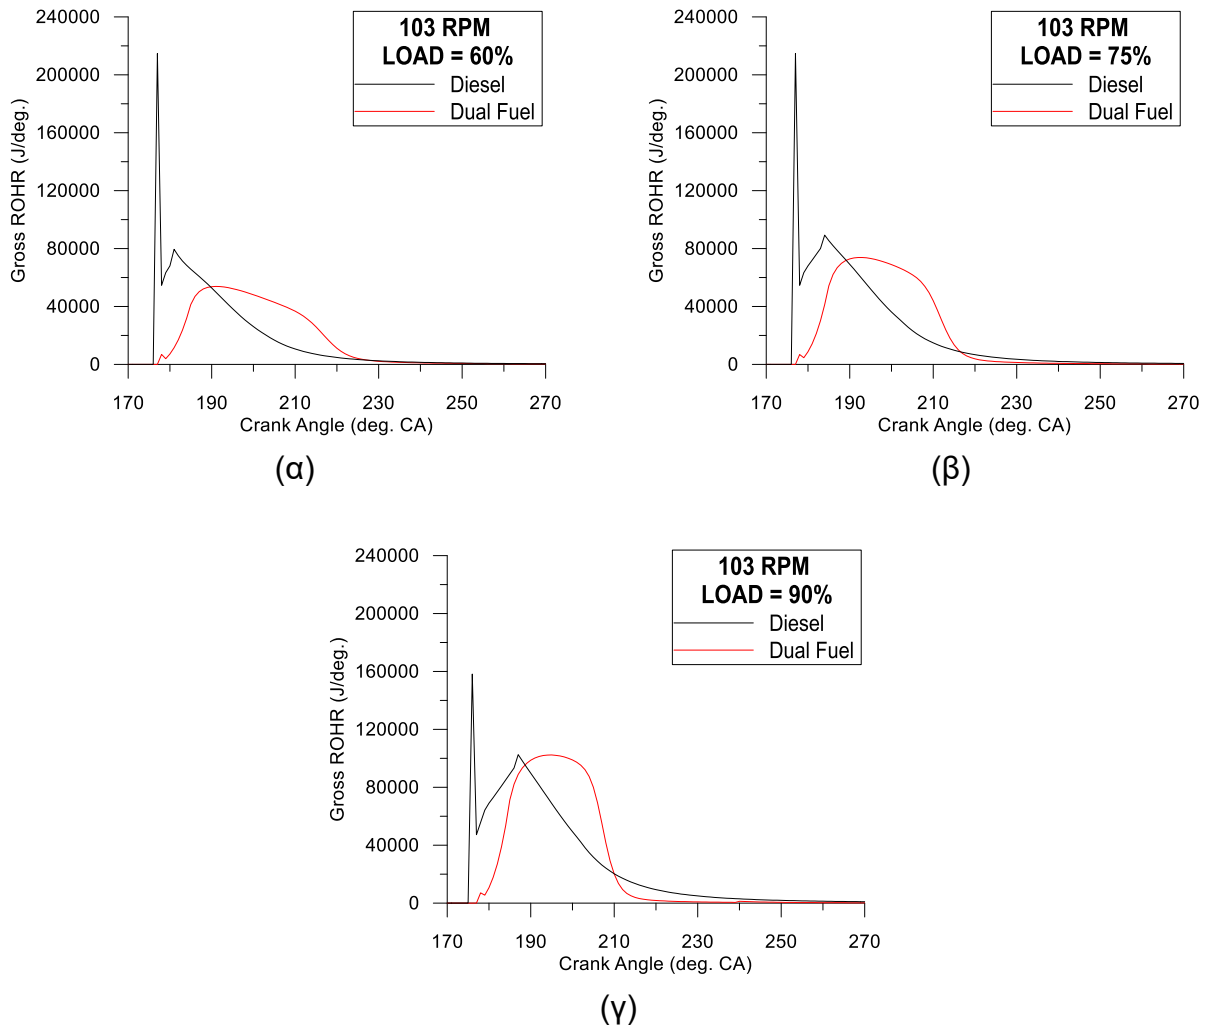 240000
200000
160000
120000
80000
40000
0
Gross ROHR (J/deg.)
103 RPM
LOAD = 60%
Diesel
Dual Fuel
170 190 210 230 250 270
Crank Angle (deg. CA)
(α)
240000
200000
160000
120000
80000
40000
0
Gross ROHR (J/deg.)
103 RPM
LOAD = 75%
Diesel
Dual Fuel
170 190 210 230 250 270
Crank Angle (deg. CA)
(β)
240000
200000
160000
120000
80000
40000
0
Gross ROHR (J/deg.)
103 RPM
LOAD = 90%
Diesel
Dual Fuel
170 190 210 230 250 270
Crank Angle (deg. CA)
(γ)